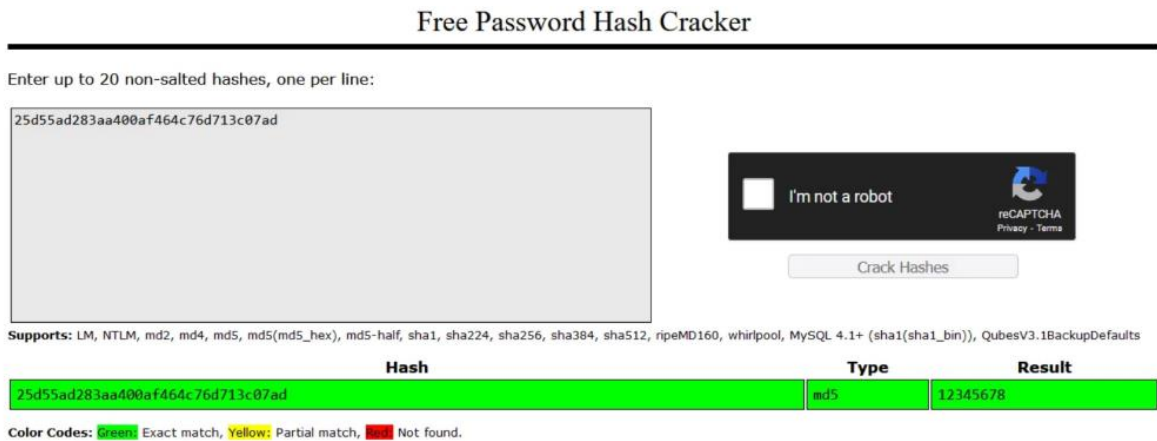 Free Password Hash Cracker
Enter up to 20 non-salted hashes, one per line:
25d55ad283aa400af464c76d713c07ad
I'm not a robot
reCAPTCHA
Privacy - Terms
Crack Hashes
Supports: LM, NTLM, md2, md4, md5, md5(md5_hex), md5-half, sha1, sha224, sha256, sha384, sha512, ripeMD160, whirlpool, MySQL 4.1+ (sha1(sha1_bin)), QubesV3.1BackupDefaults
Hash Type Result
25d55ad283aa400af464c76d713c07ad md5 12345678
Color Codes: Green: Exact match, Yellow: Partial match, Red: Not found.